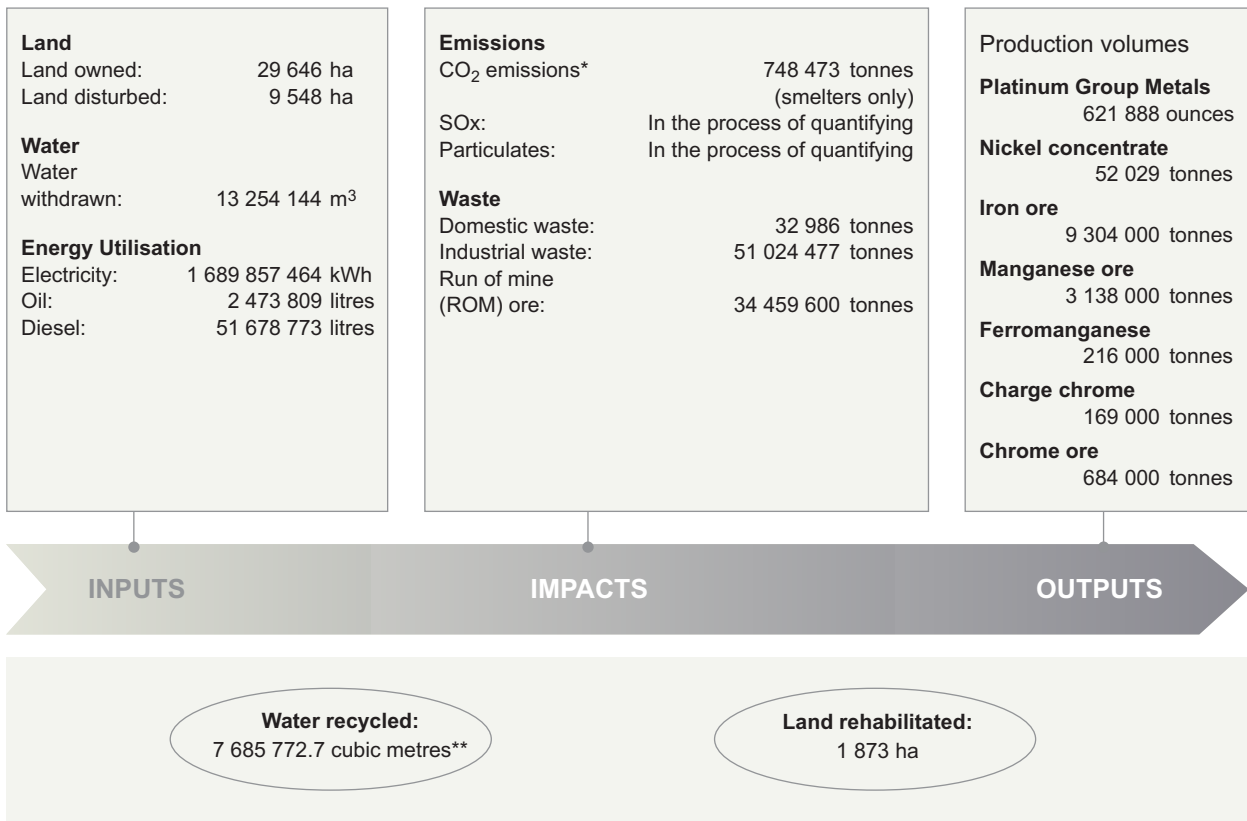 Land
Land owned: 29 646 ha
Land disturbed: 9 548 ha
Water
Water
withdrawn: 13 254 144 m³
Energy Utilisation
Electricity: 1 689 857 464 kWh
Oil: 2 473 809 litres
Diesel: 51 678 773 litres
Emissions
CO₂ emissions* 748 473 tonnes
(smelters only)
SOx: In the process of quantifying
Particulates: In the process of quantifying
Waste
Domestic waste: 32 986 tonnes
Industrial waste: 51 024 477 tonnes
Run of mine
(ROM) ore: 34 459 600 tonnes
Production volumes
Platinum Group Metals
621 888 ounces
Nickel concentrate
52 029 tonnes
Iron ore
9 304 000 tonnes
Manganese ore
3 138 000 tonnes
Ferromanganese
216 000 tonnes
Charge chrome
169 000 tonnes
Chrome ore
684 000 tonnes
INPUTS
IMPACTS
OUTPUTS
Water recycled:
7 685 772.7 cubic metres**
Land rehabilitated:
1 873 ha